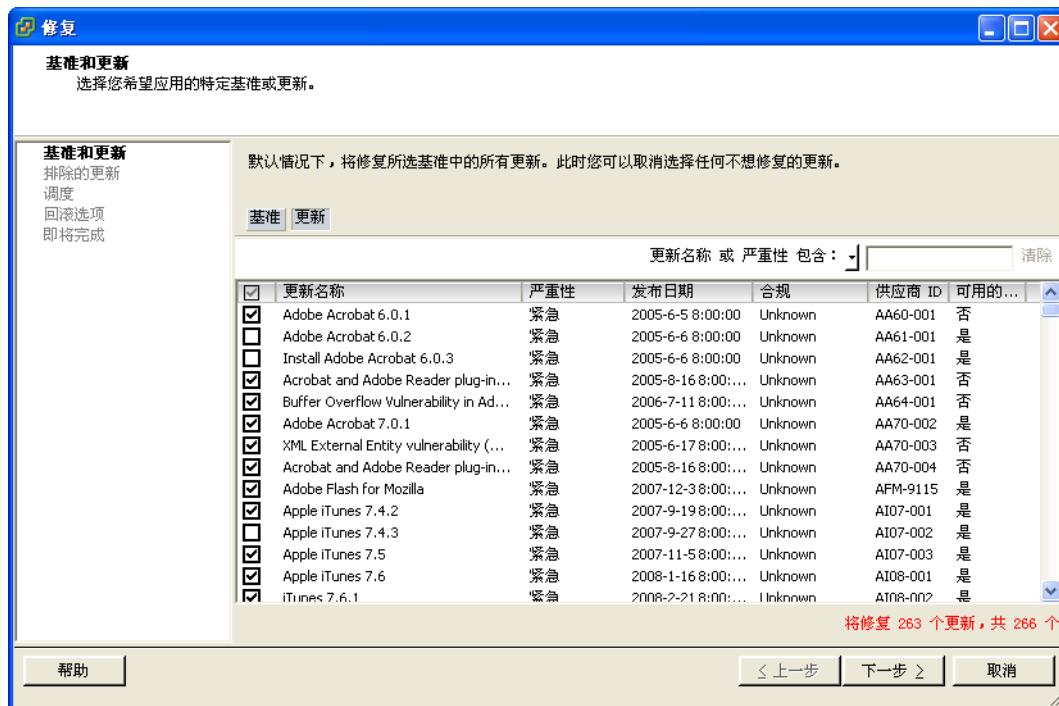 修复
基准和更新
选择您希望应用的特定基准或更新。
基准和更新
排除的更新
调度
回滚选项
即将完成
默认情况下，将修复所选基准中的所有更新。此时您可以取消选择任何不想修复的更新。
基准 更新
更新名称 或 严重性 包含： 清除
更新名称 严重性 发布日期 合规 供应商 ID 可用的...
Adobe Acrobat 6.0.1 紧急 2005-6-5 8:00:00 Unknown AA60-001 否
Adobe Acrobat 6.0.2 紧急 2005-6-6 8:00:00 Unknown AA61-001 是
Install Adobe Acrobat 6.0.3 紧急 2005-6-6 8:00:00 Unknown AA62-001 是
Acrobat and Adobe Reader plug-in... 紧急 2005-8-16 8:00:... Unknown AA63-001 否
Buffer Overflow Vulnerability in Ad... 紧急 2006-7-11 8:00:... Unknown AA64-001 否
Adobe Acrobat 7.0.1 紧急 2005-6-6 8:00:00 Unknown AA70-002 是
XML External Entity vulnerability (... 紧急 2005-6-17 8:00:... Unknown AA70-003 否
Acrobat and Adobe Reader plug-in... 紧急 2005-8-16 8:00:... Unknown AA70-004 否
Adobe Flash for Mozilla 紧急 2007-12-3 8:00:... Unknown AFM-9115 是
Apple iTunes 7.4.2 紧急 2007-9-19 8:00:... Unknown AI07-001 是
Apple iTunes 7.4.3 紧急 2007-9-27 8:00:... Unknown AI07-002 是
Apple iTunes 7.5 紧急 2007-11-5 8:00:... Unknown AI07-003 是
Apple iTunes 7.6 紧急 2008-1-16 8:00:... Unknown AI08-001 是
iTunes 7.6.1 紧急 2008-2-21 8:00:... Unknown AI08-002 是
将修复 263 个更新，共 266 个
帮助 ≤ 上一步 下一步 ≥ 取消